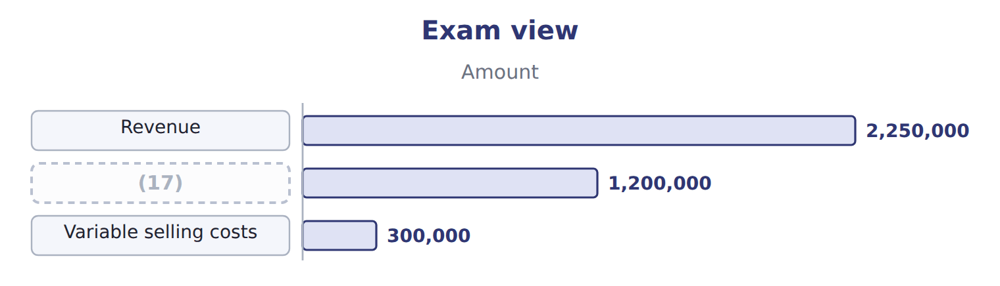 Exam view
Amount
Revenue 2,250,000
(17) 1,200,000
Variable selling costs 300,000